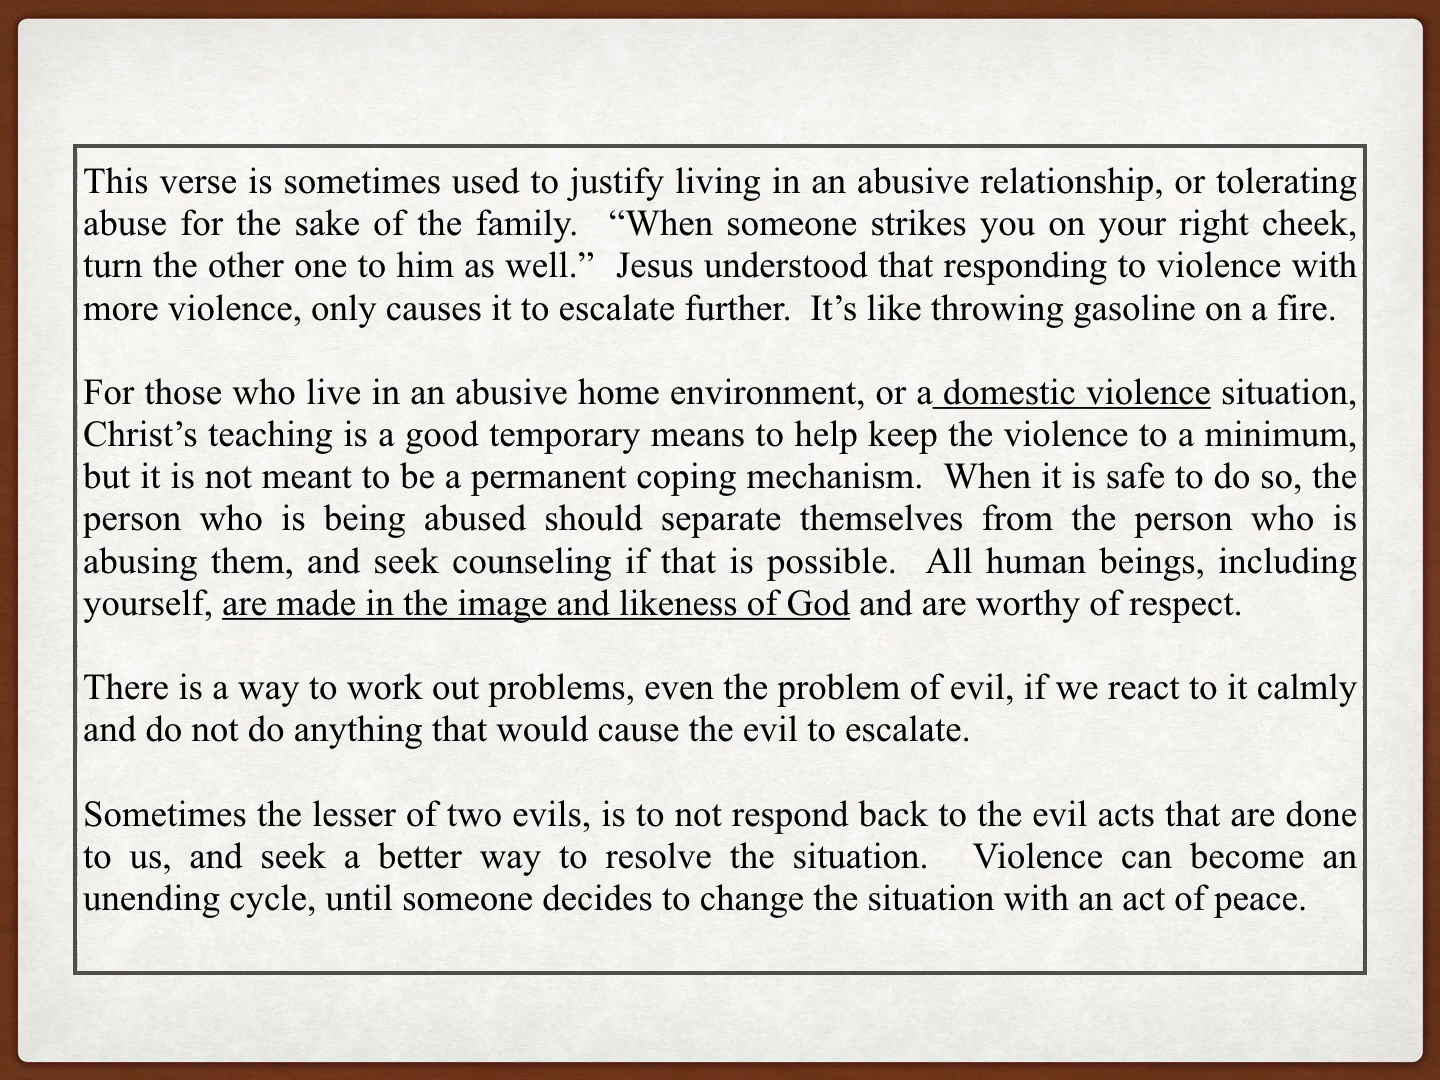 This verse is sometimes used to justify living in an abusive relationship, or tolerating
abuse for the sake of the family.  “When someone strikes you on your right cheek,
turn the other one to him as well.”  Jesus understood that responding to violence with
more violence, only causes it to escalate further.  It’s like throwing gasoline on a fire.
For those who live in an abusive home environment, or a domestic violence situation,
Christ’s teaching is a good temporary means to help keep the violence to a minimum,
but it is not meant to be a permanent coping mechanism.  When it is safe to do so, the
person who is being abused should separate themselves from the person who is
abusing them, and seek counseling if that is possible.  All human beings, including
yourself, are made in the image and likeness of God and are worthy of respect.
There is a way to work out problems, even the problem of evil, if we react to it calmly
and do not do anything that would cause the evil to escalate.
Sometimes the lesser of two evils, is to not respond back to the evil acts that are done
to us, and seek a better way to resolve the situation.  Violence can become an
unending cycle, until someone decides to change the situation with an act of peace.